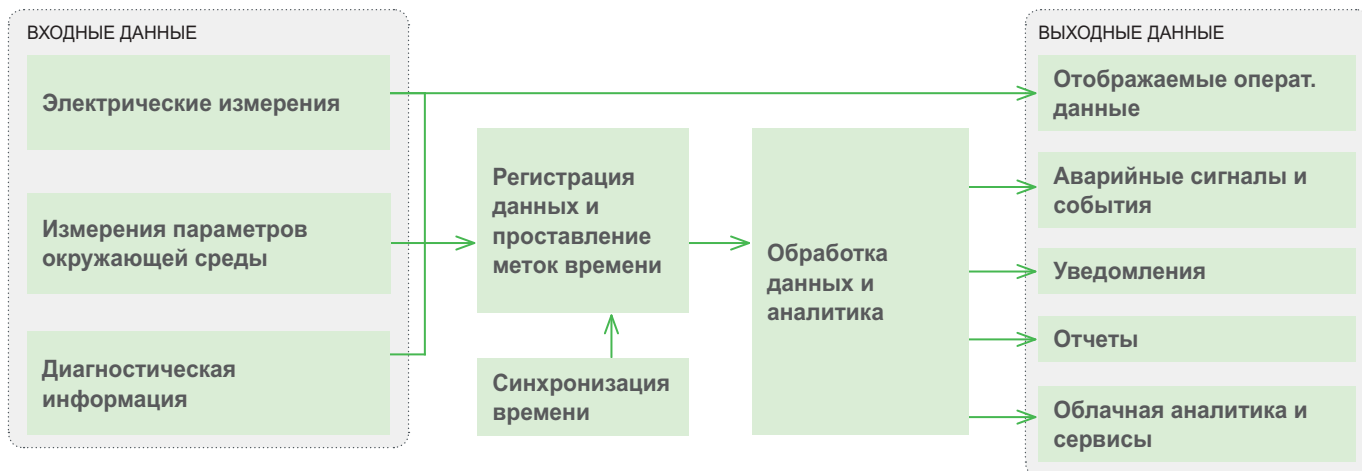 ВХОДНЫЕ ДАННЫЕ
Электрические измерения
Измерения параметров
окружающей среды
Диагностическая
информация
Регистрация
данных и
проставление
меток времени
Синхронизация
времени
Обработка
данных и
аналитика
ВЫХОДНЫЕ ДАННЫЕ
Отображаемые операт.
данные
Аварийные сигналы и
события
Уведомления
Отчеты
Облачная аналитика и
сервисы